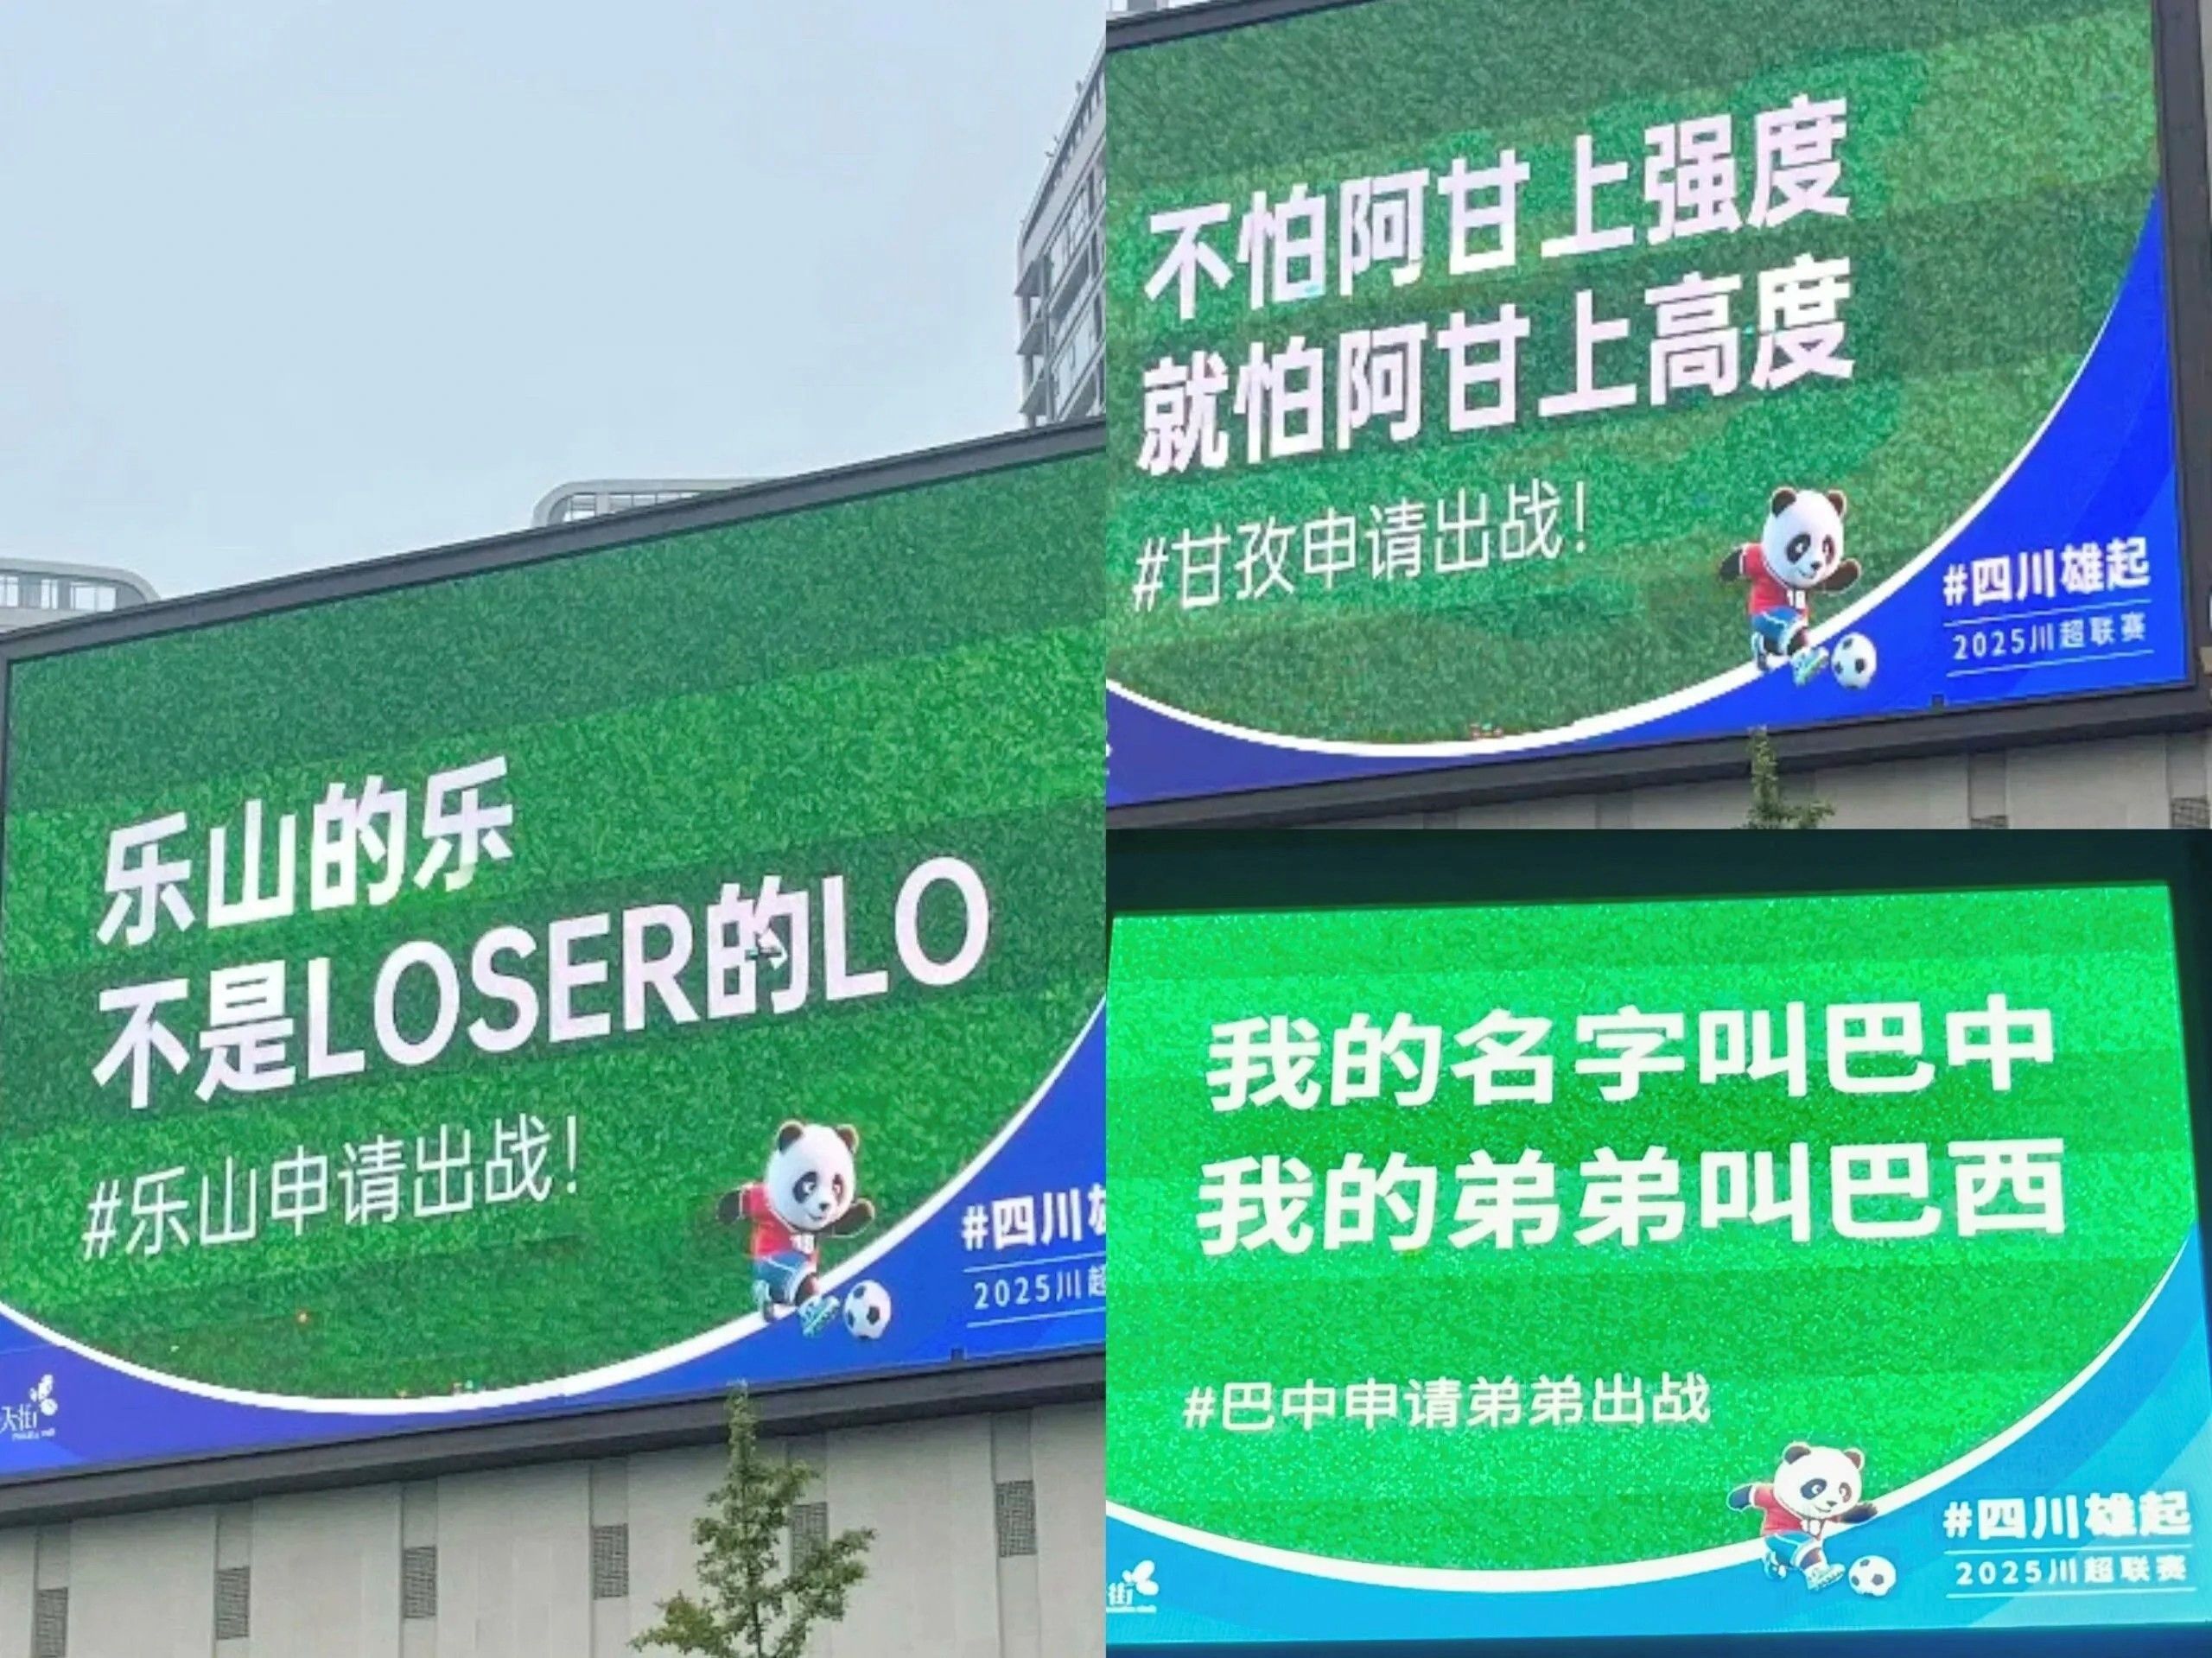 乐山的乐
不是LOSER的LO
#乐山申请出战!
#四川
2025川超
天街
不怕阿甘上强度
就怕阿甘上高度
#甘孜申请出战!
#四川雄起
2025川超联赛
我的名字叫巴中
我的弟弟叫巴西
#巴中申请弟弟出战
#四川雄起
2025川超联赛
街